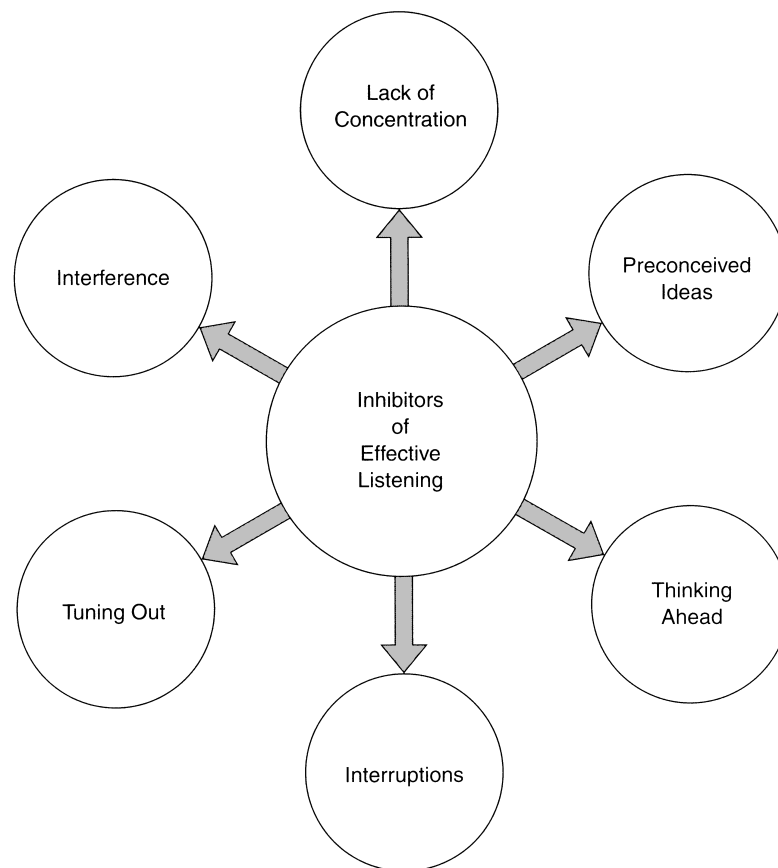 Lack of
Concentration
Interference
Preconceived
Ideas
Inhibitors
of
Effective
Listening
Tuning Out
Thinking
Ahead
Interruptions